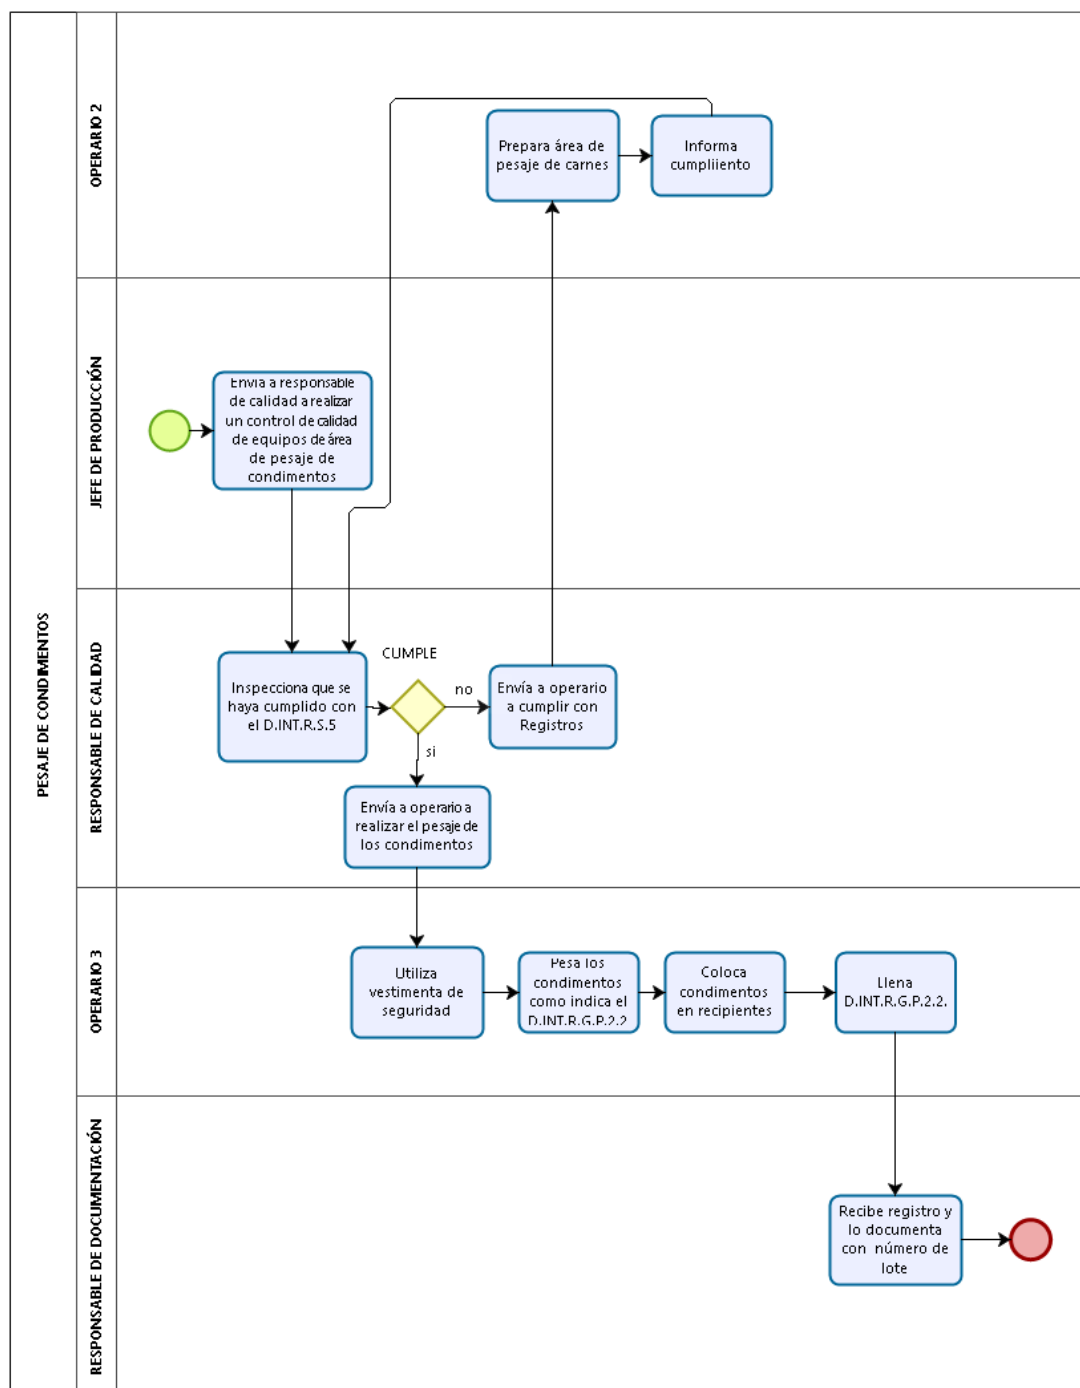 PESAJE DE CONDIMENTOS
OPERARIO 2
Prepara área de
pesaje de carnes
Informa
cumpliiento
JEFE DE PRODUCCIÓN
Envía a responsable
de calidad a realizar
un control de calidad
de equipos de área
de pesaje de
condimentos
RESPONSABLE DE CALIDAD
Inspecciona que se
haya cumplido con
el D.INT.R.S.5
CUMPLE
no
si
Envía a operario
a cumplir con
Registros
Envía a operario a
realizar el pesaje de
los condimentos
OPERARIO 3
Utiliza
vestimenta de
seguridad
Pesa los
condimentos
como indica el
D.INT.R.G.P.2.2
Coloca
condimentos
en recipientes
Llena
D.INT.R.G.P.2.2.
RESPONSABLE DE DOCUMENTACIÓN
Recibe registro y
lo documenta
con número de
lote